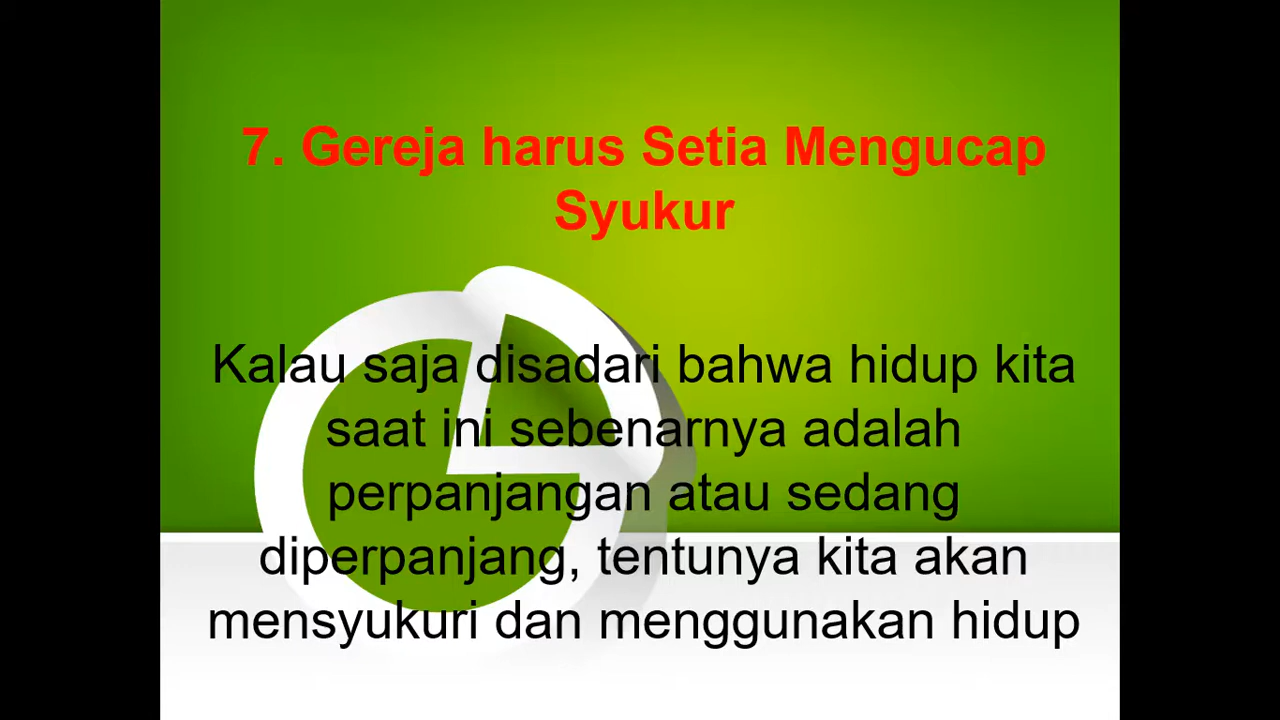 7. Gereja harus Setia Mengucap
Syukur
Kalau saja disadari bahwa hidup kita
saat ini sebenarnya adalah
perpanjangan atau sedang
diperpanjang, tentunya kita akan
mensyukuri dan menggunakan hidup